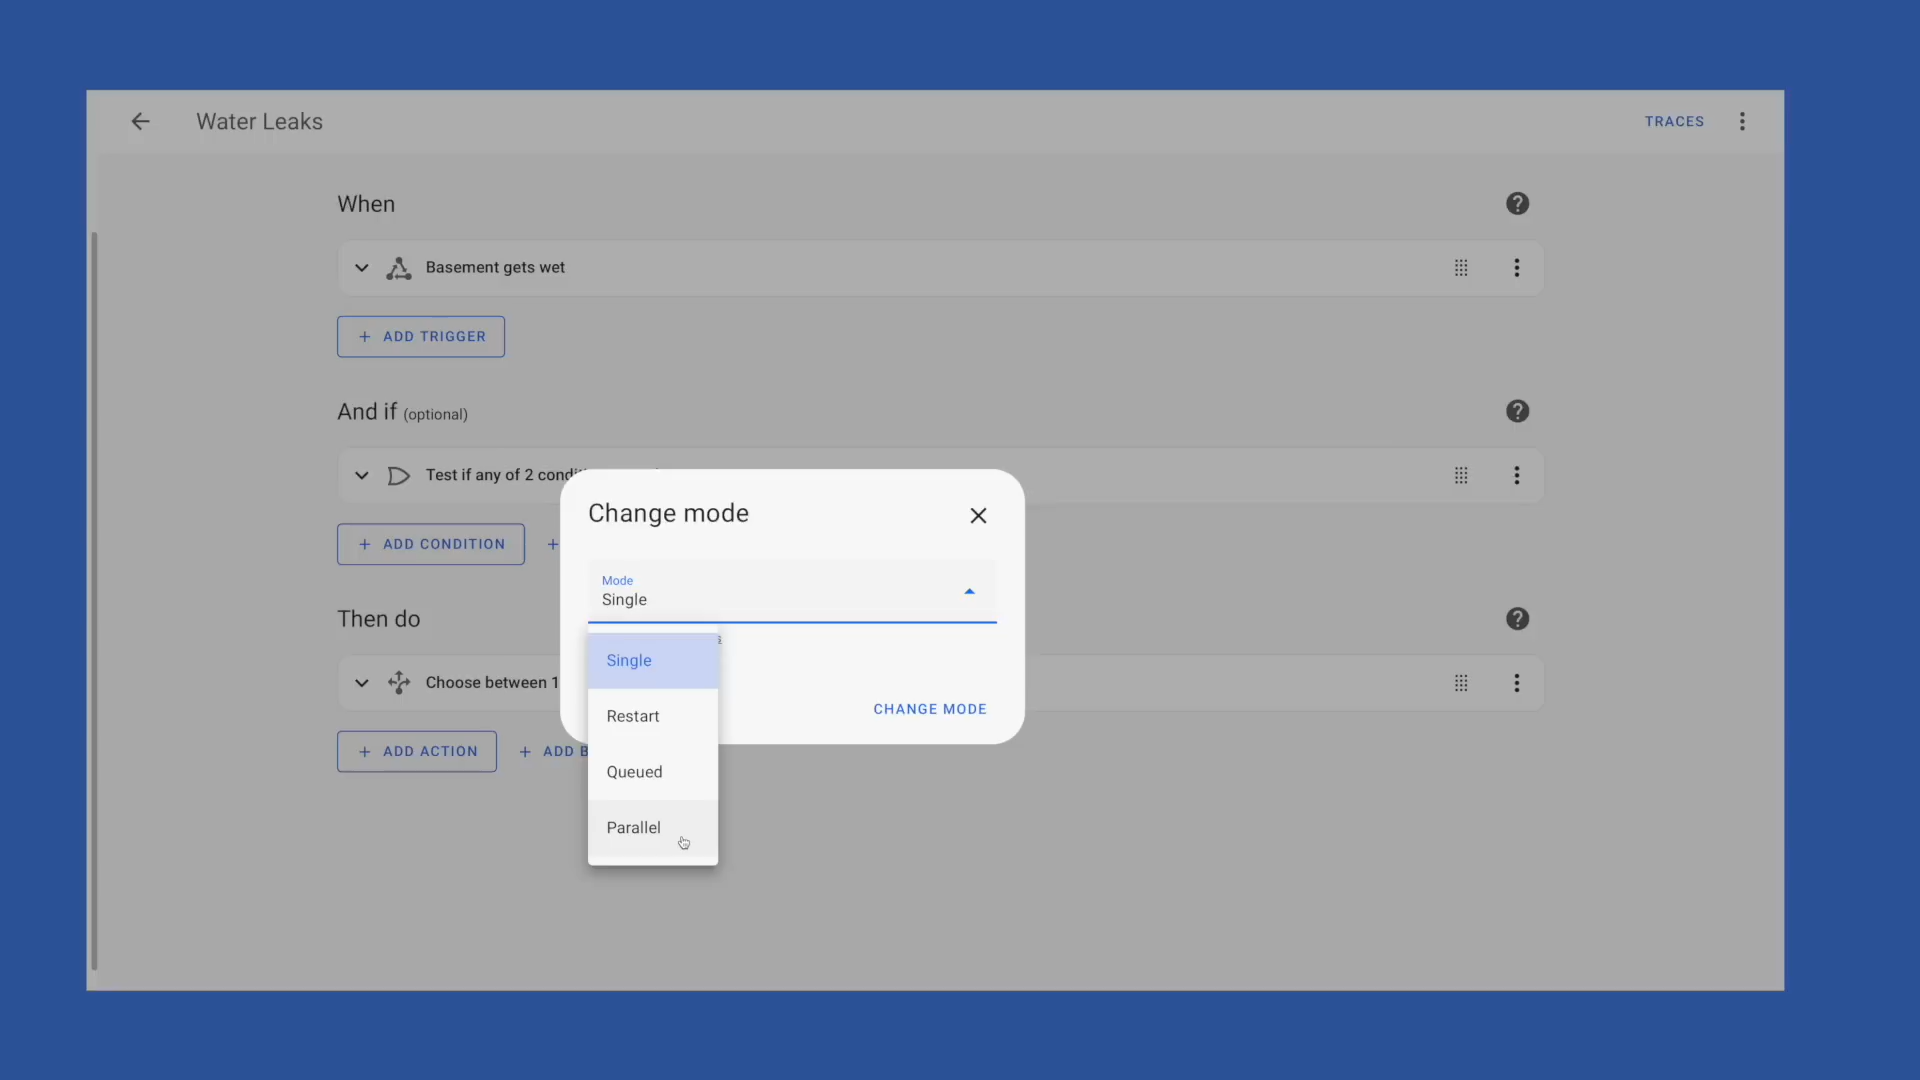 Water Leaks
TRACES
When
Basement gets wet
+ ADD TRIGGER
And if (optional)
Test if any of 2
+ ADD CONDITION +
Change mode
Mode
Single
Then do
Single
Choose between 1
Restart
CHANGE MODE
+ ADD ACTION + ADD
Queued
Parallel